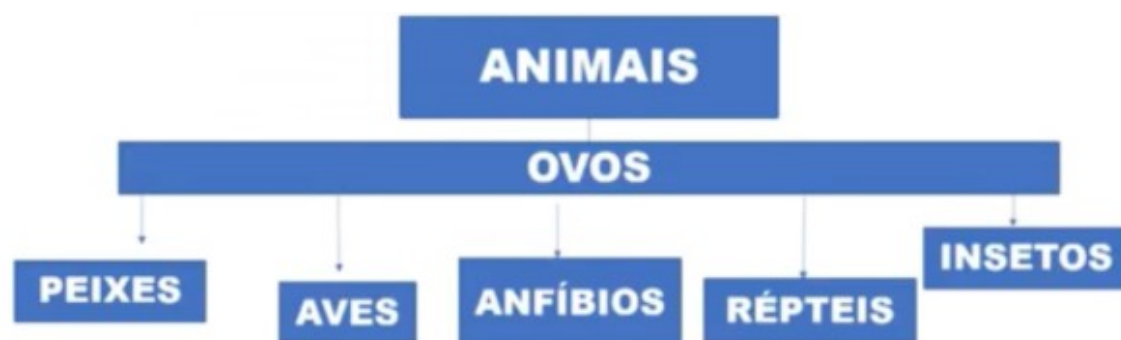 ANIMAIS
OVOS
PEIXES
AVES
ANFÍBIOS
RÉPTEIS
INSETOS